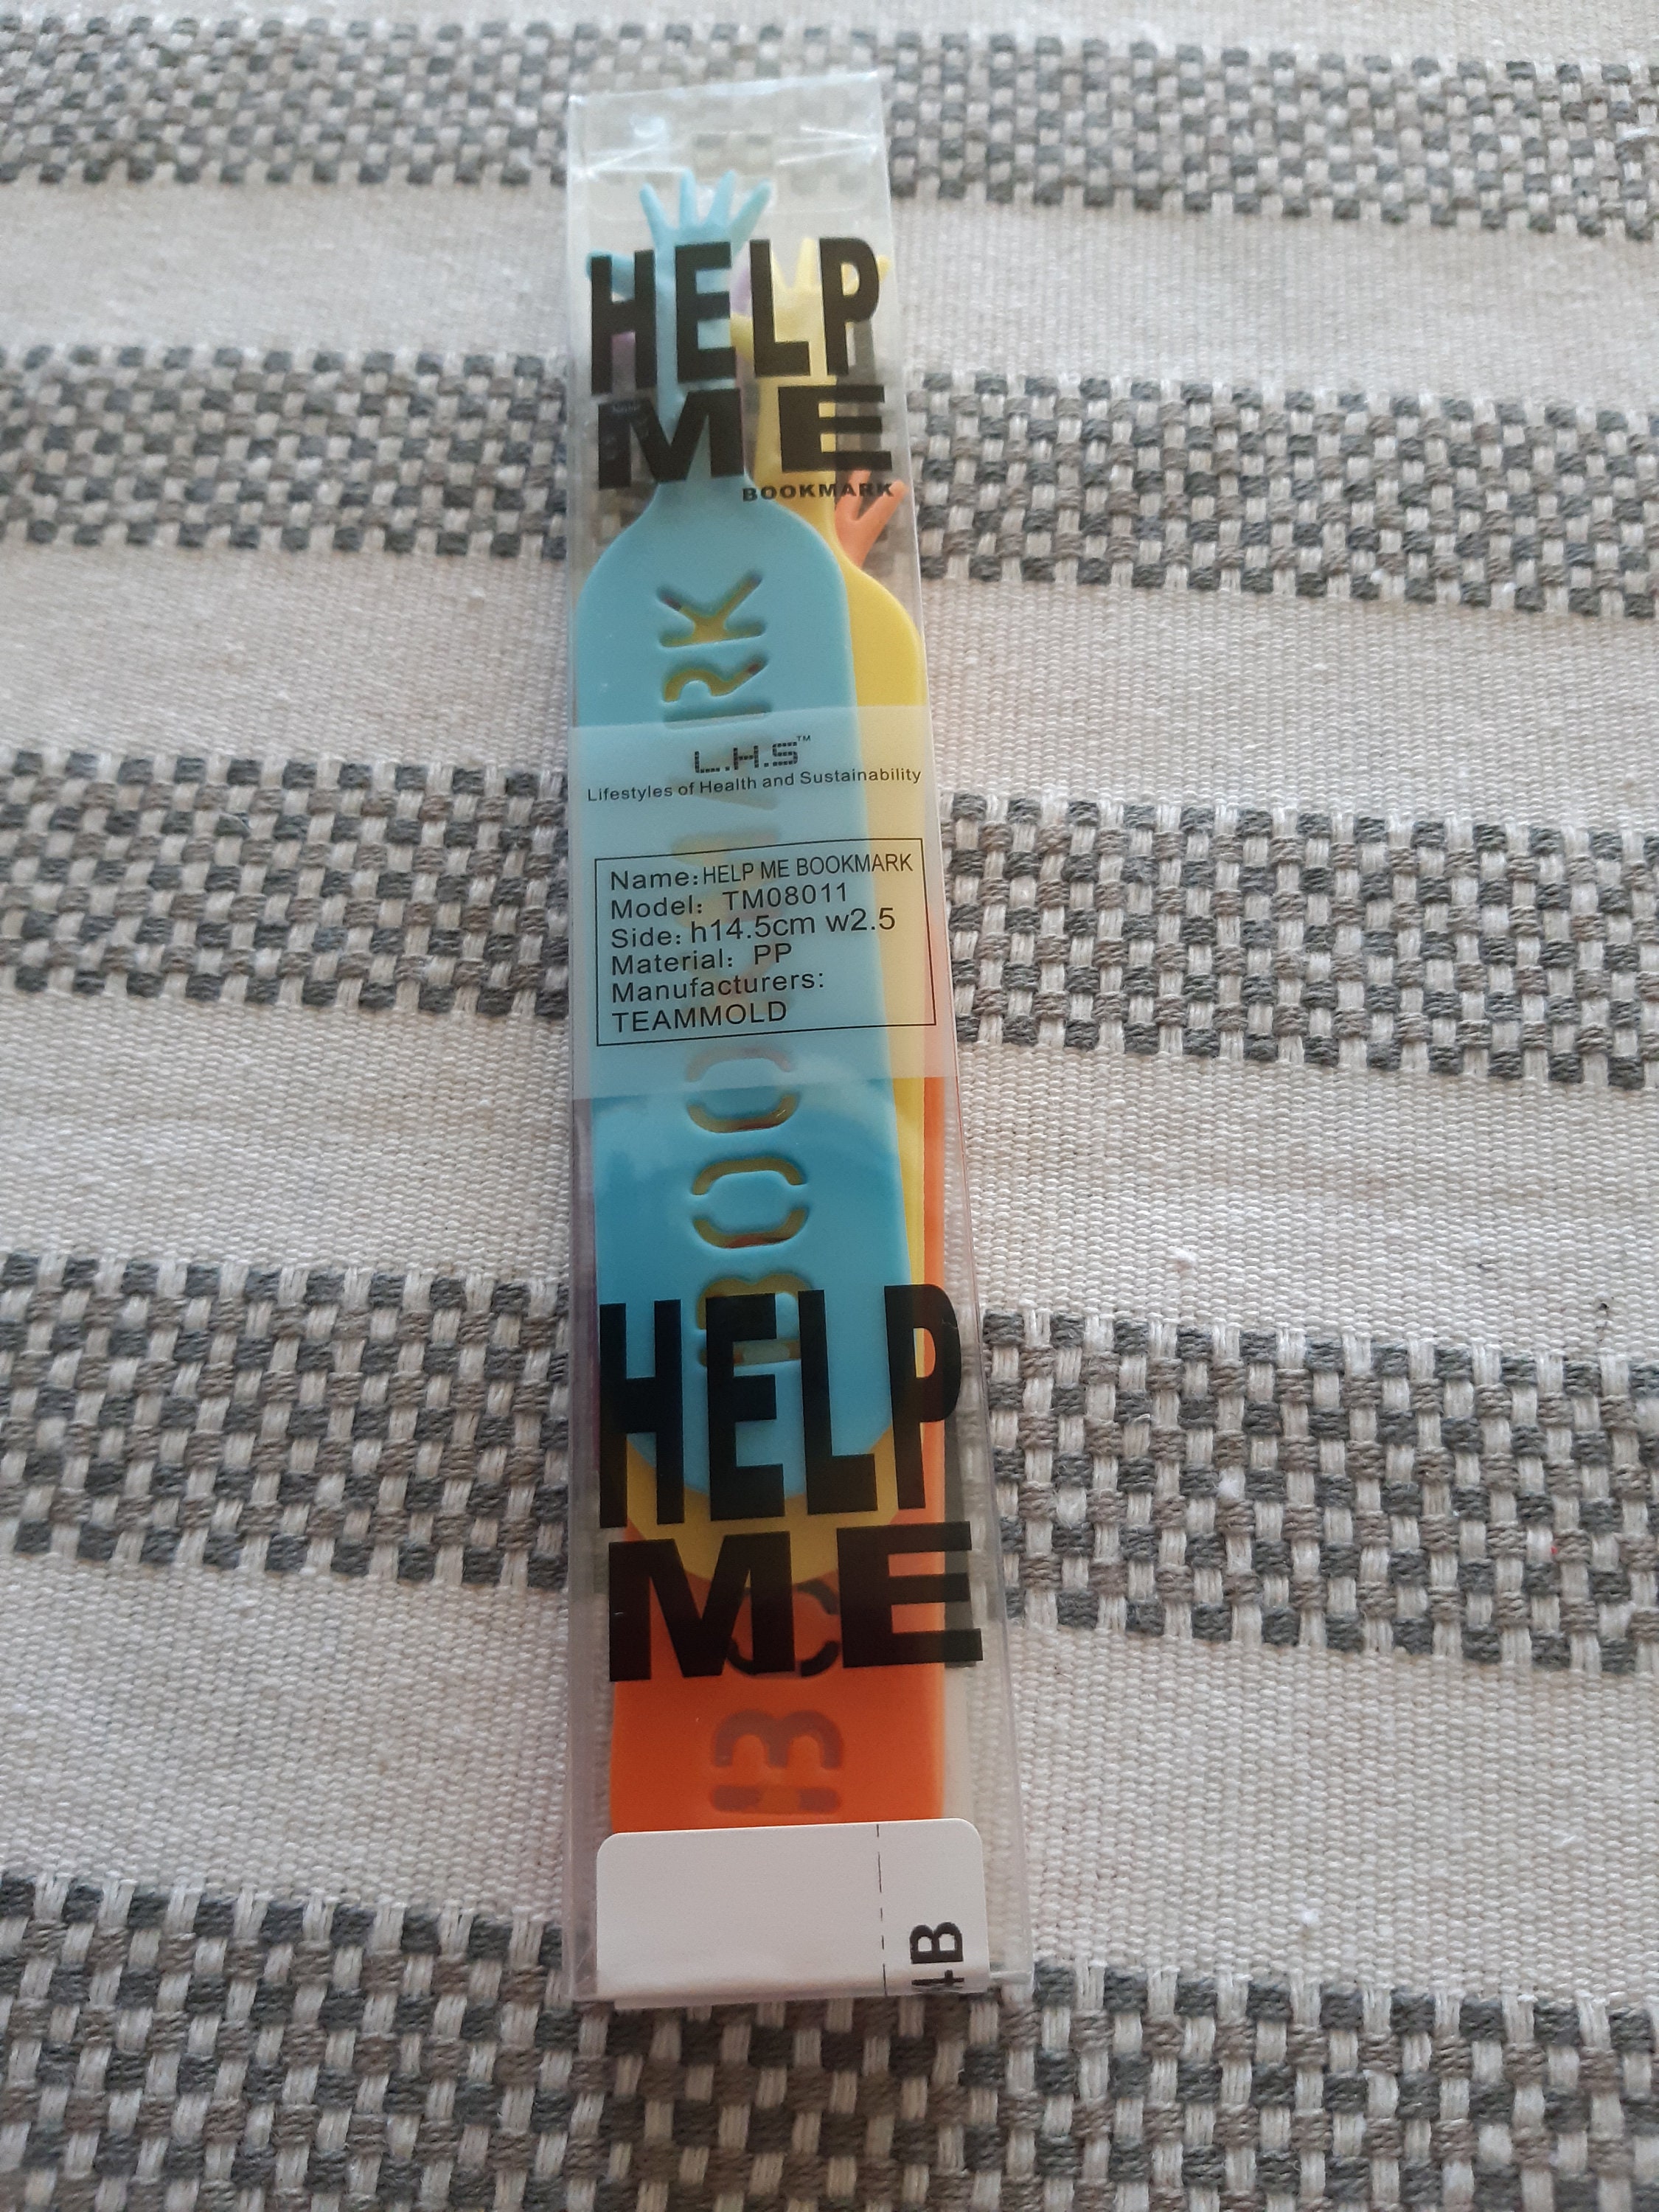 HELP
ME
BOOKMARK
BOOKMARK
L.H.S™
Lifestyles of Health and Sustainability
Name:HELP ME BOOKMARK
Model: TM08011
Side: h14.5cm w2.5
Material: PP
Manufacturers:
TEAMMOLD
HELP
ME